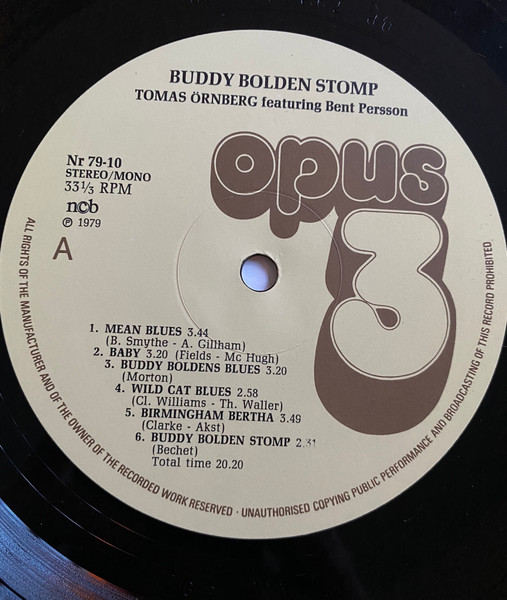 BUDDY BOLDEN STOMP
TOMAS ÖRNBERG featuring Bent Persson
opus
3
Nr 79-10
STEREO/MONO
33⅓ RPM
ncb
℗ 1979
A
1. MEAN BLUES 3.44
(B. Smythe - A. Gillham)
2. BABY 3.20 (Fields - Mc Hugh)
3. BUDDY BOLDENS BLUES 3.20
(Morton)
4. WILD CAT BLUES 2.58
(Cl. Williams - Th. Waller)
5. BIRMINGHAM BERTHA 3.49
(Clarke - Akst)
6. BUDDY BOLDEN STOMP 2.31
(Bechet)
Total time 20.20
ALL RIGHTS OF THE MANUFACTURER AND OF THE OWNER OF THE RECORDED WORK RESERVED · UNAUTHORISED COPYING PUBLIC PERFORMANCE AND BROADCASTING OF THIS RECORD PROHIBITED